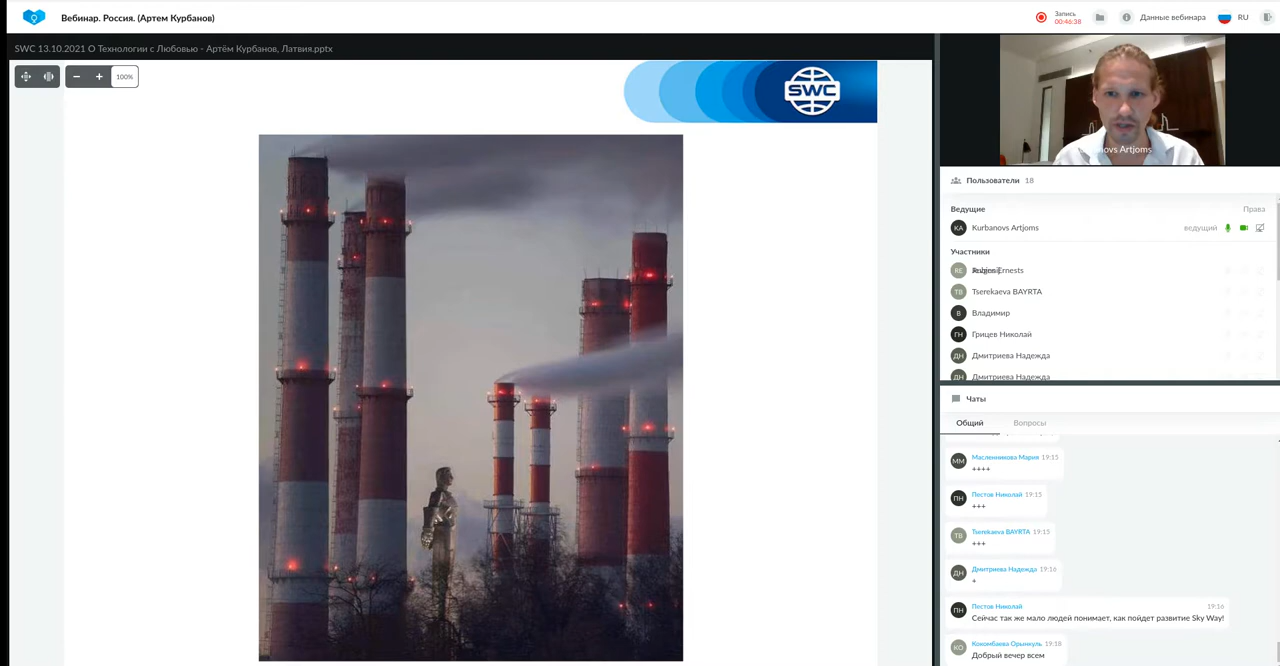 Вебинар. Россия. (Артем Курбанов)
Запись
00:46:38
Данные вебинара
RU
SWC 13.10.2021 О Технологии с Любовью - Артём Курбанов, Латвия.pptx
100%
SWC
Artjoms
Пользователи 18
Ведущие
Права
KA
Kurbanovs Artjoms
ведущий
Участники
KE
Ernests
TB
Tserekaeva BAYRTA
В
Владимир
ГН
Грицев Николай
ДН
Дмитриева Надежда
ДН
Дмитриева Надежда
Чаты
Общий
Вопросы
ММ
Масленникова Мария 19:15
++++
ПН
Пестов Николай 19:15
+++
TB
Tserekaeva BAYRTA 19:15
+++
ДН
Дмитриева Надежда 19:16
+
ПН
Пестов Николай 19:16
Сейчас так же мало людей понимает, как пойдет развитие Sky Way!
КО
Кокомбаева Орынкуль 19:18
Добрый вечер всем